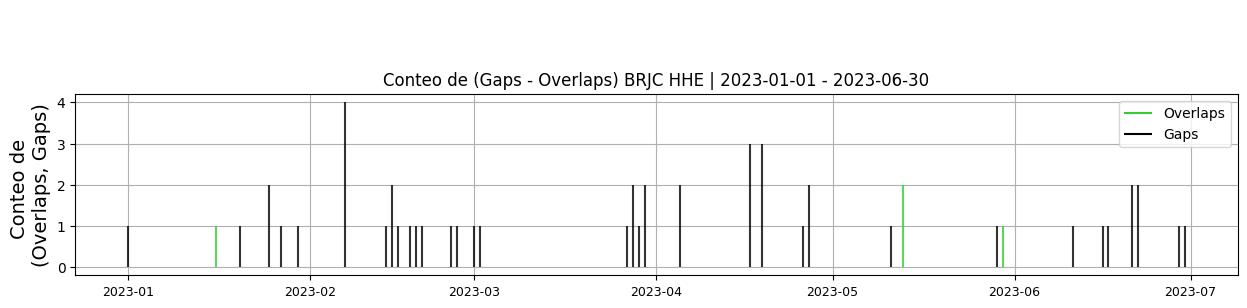 Conteo de (Gaps - Overlaps) BRJC HHE | 2023-01-01 - 2023-06-30
Conteo de
(Overlaps, Gaps)
4
3
2
1
0
Overlaps
Gaps
2023-01
2023-02
2023-03
2023-04
2023-05
2023-06
2023-07